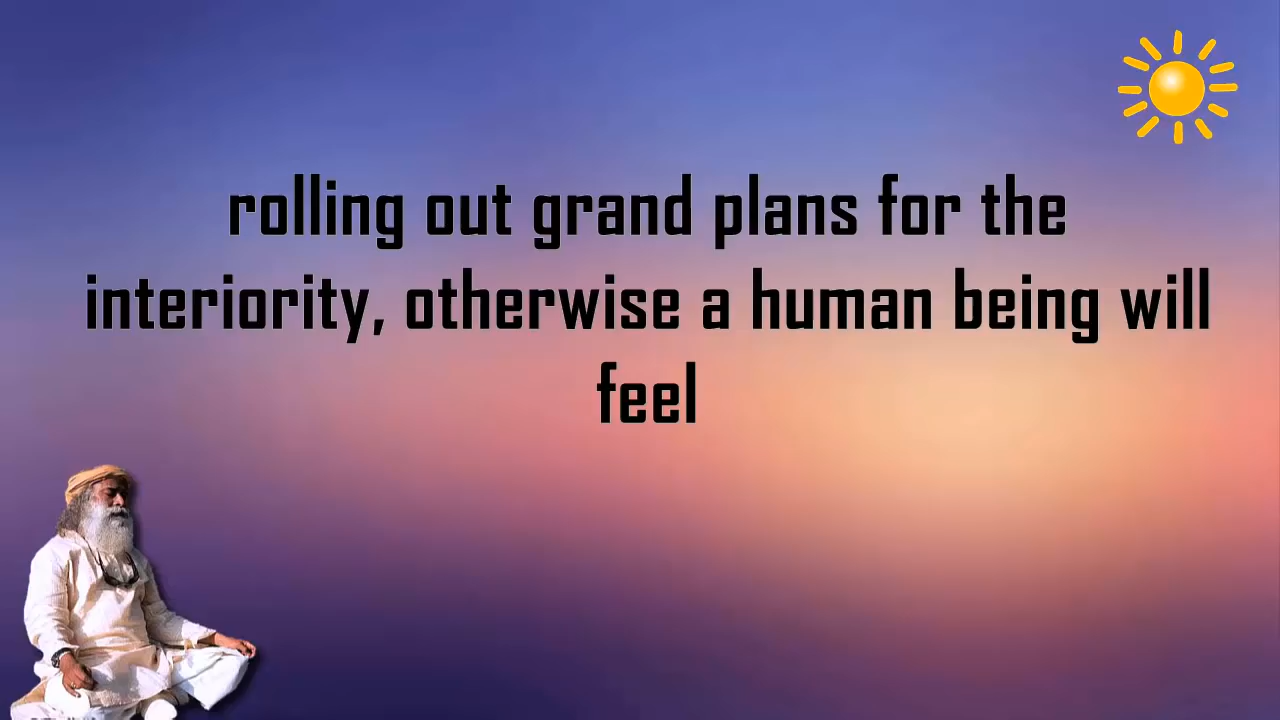 rolling out grand plans for the
interiority, otherwise a human being will
feel